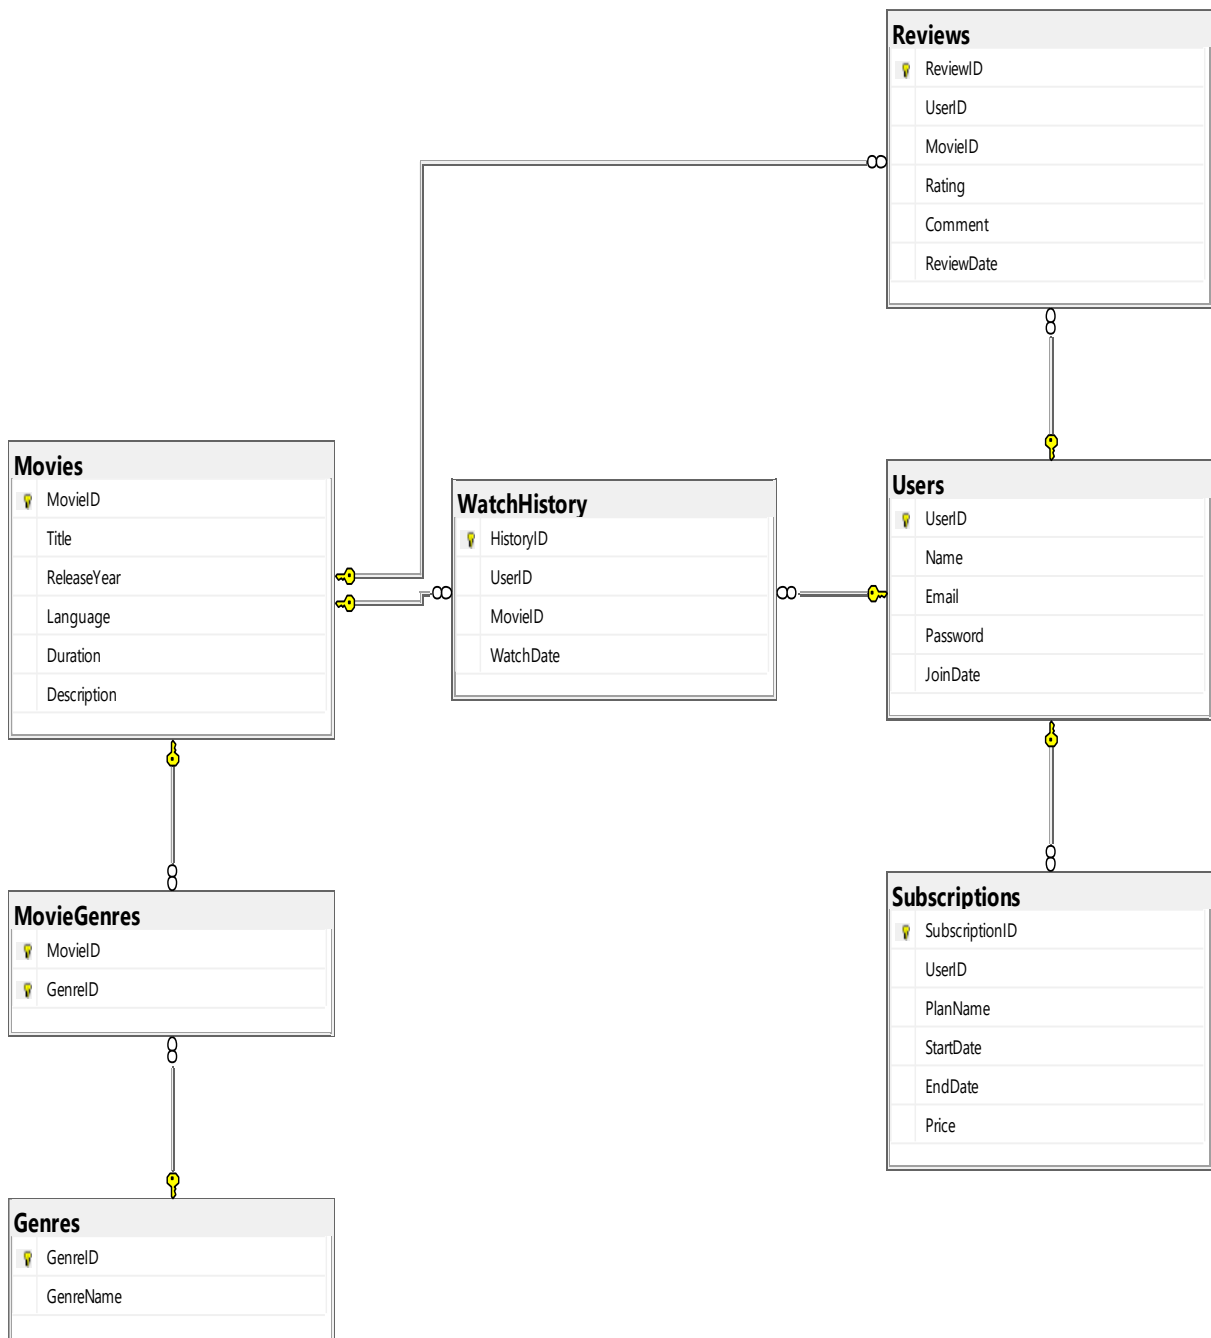 Reviews
ReviewID
UserID
MovieID
Rating
Comment
ReviewDate
Movies
MovieID
Title
ReleaseYear
Language
Duration
Description
WatchHistory
HistoryID
UserID
MovieID
WatchDate
Users
UserID
Name
Email
Password
JoinDate
MovieGenres
MovieID
GenreID
Subscriptions
SubscriptionID
UserID
PlanName
StartDate
EndDate
Price
Genres
GenreID
GenreName